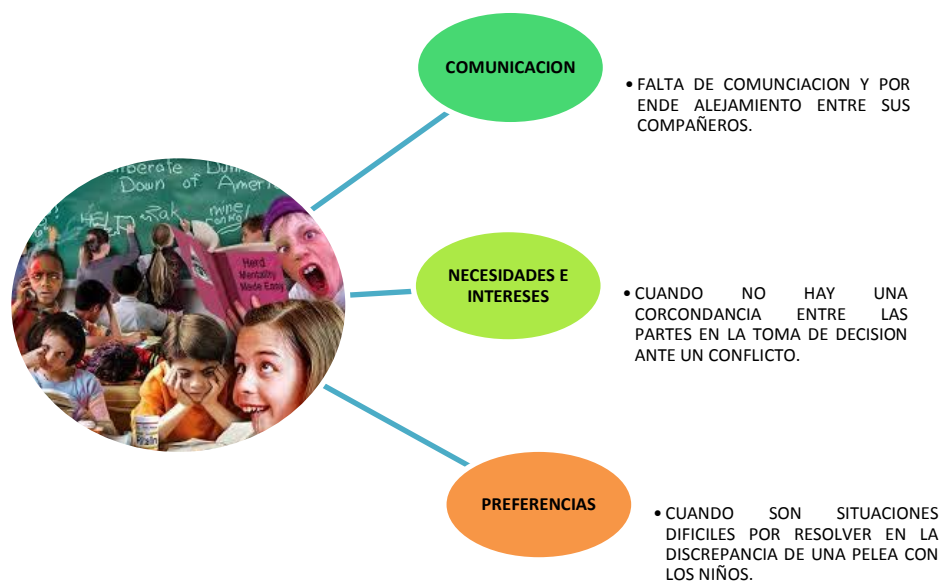 COMUNICACION
• FALTA DE COMUNCIACION Y POR
ENDE ALEJAMIENTO ENTRE SUS
COMPAÑEROS.
Down of Ameri
Herd
Mentality
Made Easy
NECESIDADES E
INTERESES
• CUANDO NO HAY UNA
CORCONDANCIA ENTRE LAS
PARTES EN LA TOMA DE DECISION
ANTE UN CONFLICTO.
Ritalin
PREFERENCIAS
• CUANDO SON SITUACIONES
DIFICILES POR RESOLVER EN LA
DISCREPANCIA DE UNA PELEA CON
LOS NIÑOS.